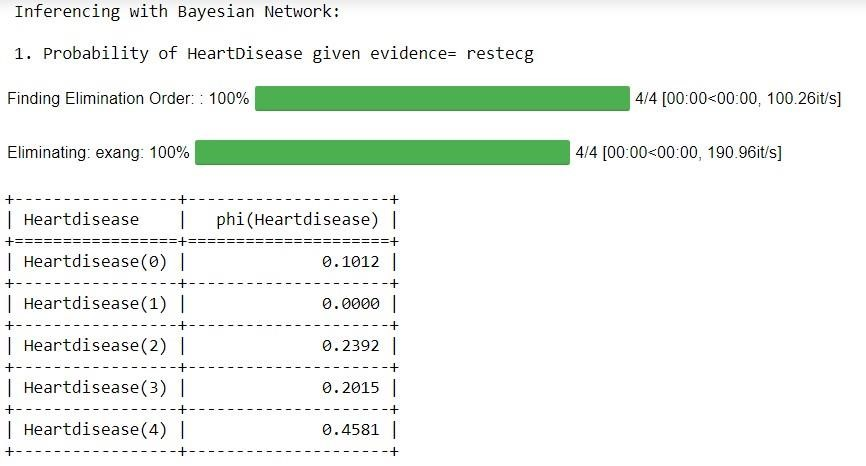 Inferencing with Bayesian Network:
1. Probability of HeartDisease given evidence= restecg
Finding Elimination Order: : 100% 4/4 [00:00<00:00, 100.26it/s]
Eliminating: exang: 100% 4/4 [00:00<00:00, 190.96it/s]
+-----------------+---------------------+
| Heartdisease | phi(Heartdisease) |
+=================+=====================+
| Heartdisease(0) | 0.1012 |
+-----------------+---------------------+
| Heartdisease(1) | 0.0000 |
+-----------------+---------------------+
| Heartdisease(2) | 0.2392 |
+-----------------+---------------------+
| Heartdisease(3) | 0.2015 |
+-----------------+---------------------+
| Heartdisease(4) | 0.4581 |
+-----------------+---------------------+